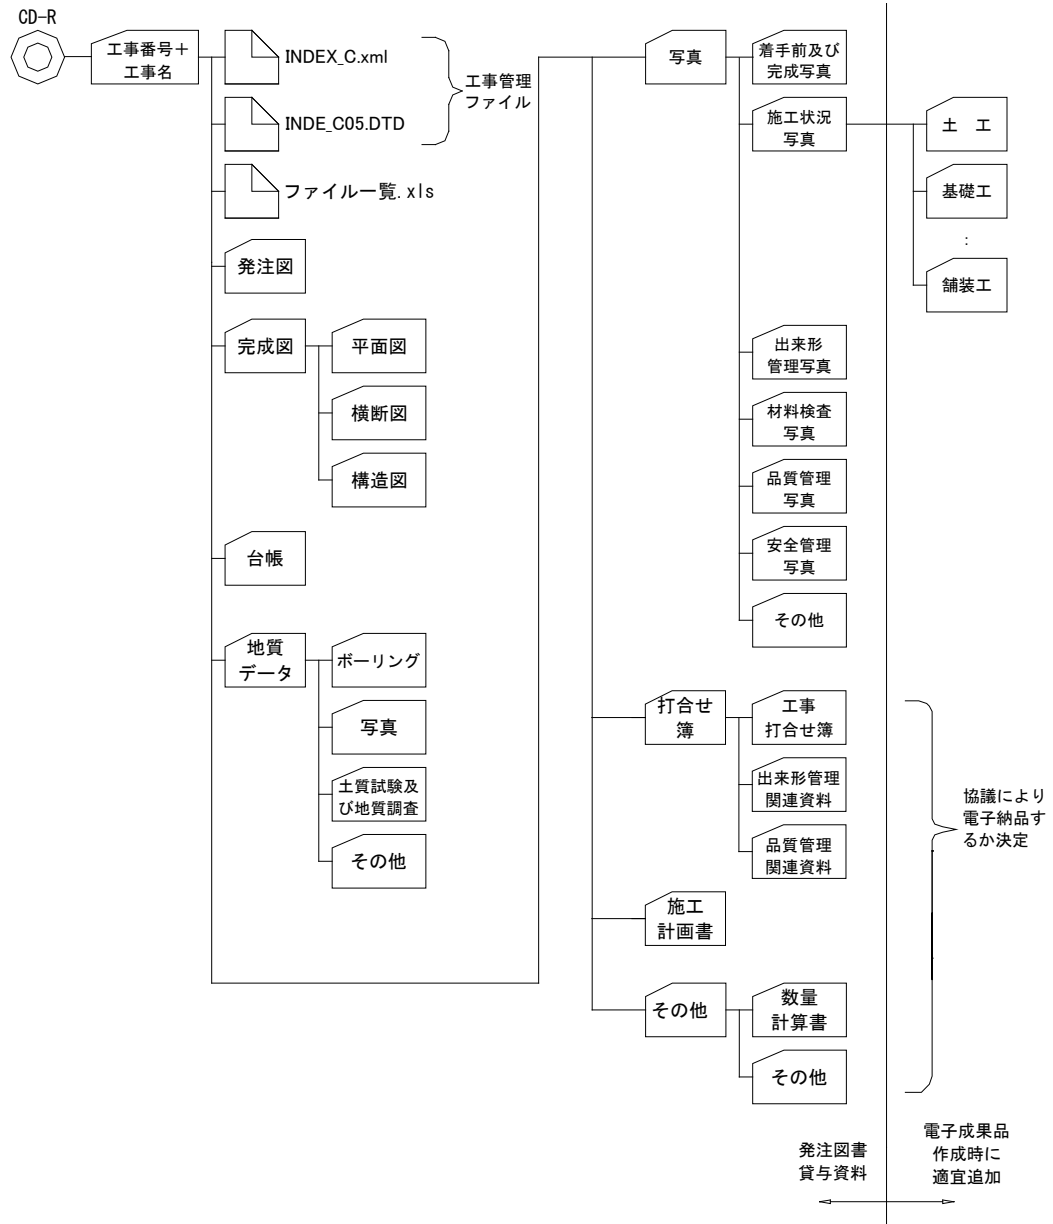 CD-R
工事番号＋
工事名
INDEX_C.xml
INDE_C05.DTD
工事管理
ファイル
ファイル一覧.xls
発注図
完成図
平面図
横断図
構造図
台帳
地質
データ
ボーリング
写真
土質試験及
び地質調査
その他
写真
着手前及び
完成写真
施工状況
写真
土　工
基礎工
:
舗装工
出来形
管理写真
材料検査
写真
品質管理
写真
安全管理
写真
その他
打合せ
簿
工事
打合せ簿
出来形管理
関連資料
品質管理
関連資料
施工
計画書
その他
数量
計算書
その他
協議により
電子納品す
るか決定
発注図書
貸与資料
電子成果品
作成時に
適宜追加